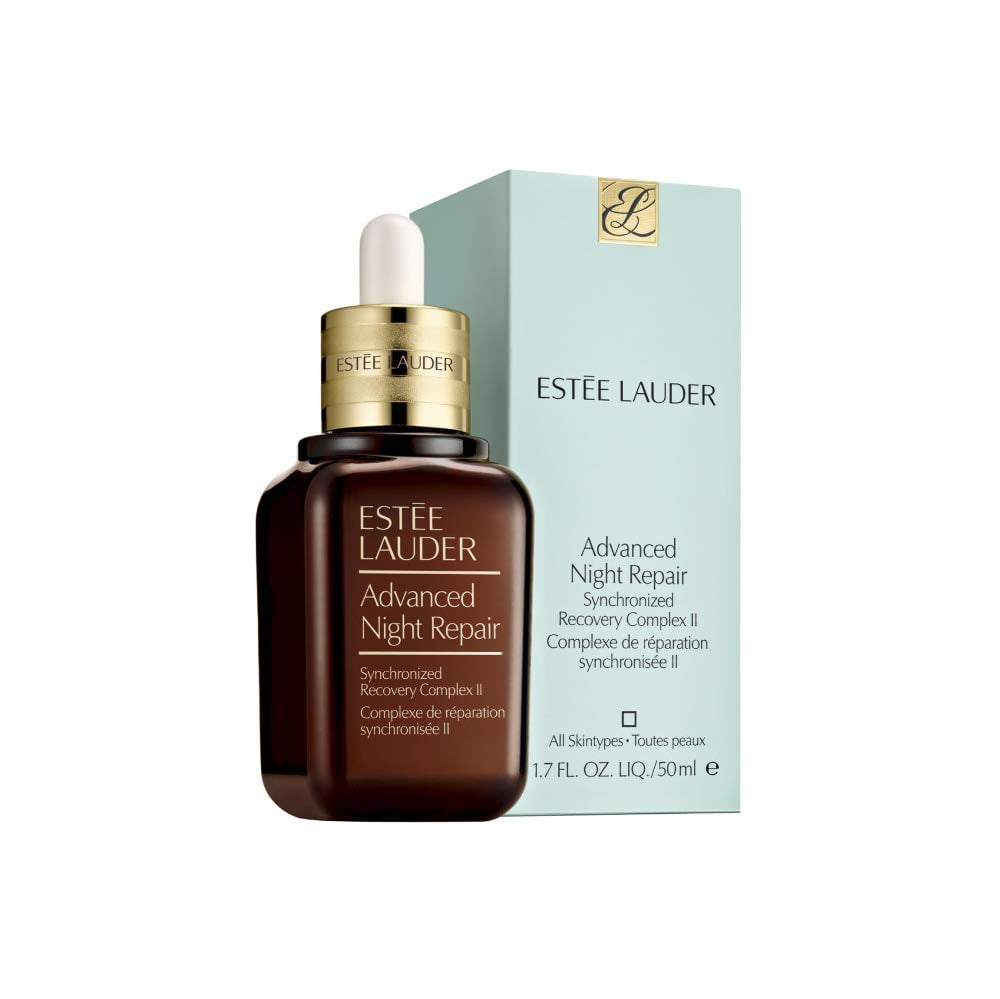 ESTĒE LAUDER
ESTĒE
LAUDER
Advanced
Night Repair
Synchronized
Recovery Complex II
Complexe de réparation
synchronisée II
EL
ESTĒE LAUDER
Advanced
Night Repair
Synchronized
Recovery Complex II
Complexe de réparation
synchronisée II
All Skintypes • Toutes peaux
1.7 FL. OZ. LIQ./50 ml ℮